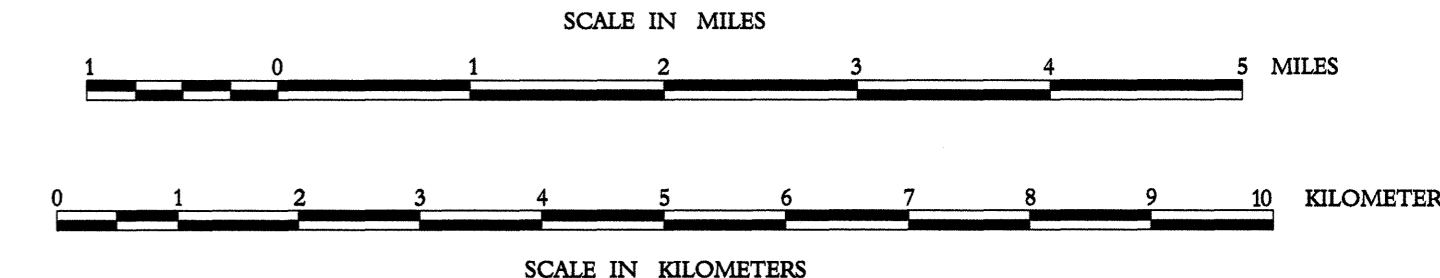 SCALE IN MILES
1 0 1 2 3 4 5 MILES
0 1 2 3 4 5 6 7 8 9 10 KILOMETER
SCALE IN KILOMETERS